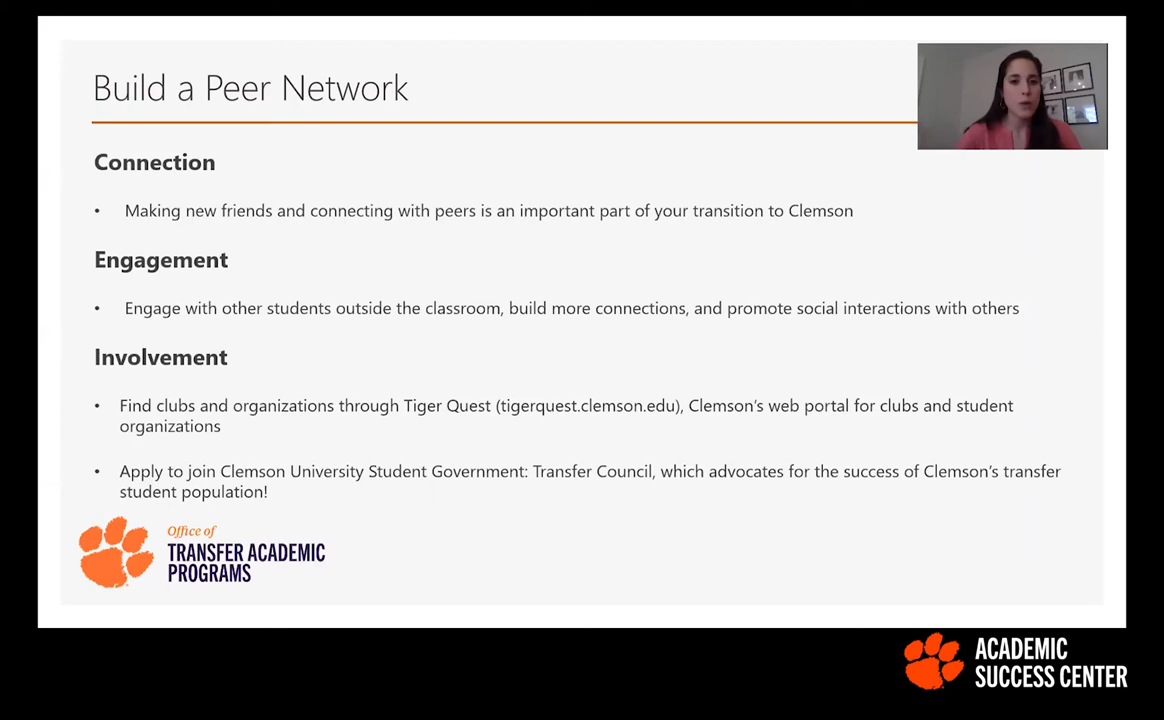 Build a Peer Network
Connection
• Making new friends and connecting with peers is an important part of your transition to Clemson
Engagement
• Engage with other students outside the classroom, build more connections, and promote social interactions with others
Involvement
• Find clubs and organizations through Tiger Quest (tigerquest.clemson.edu), Clemson's web portal for clubs and student
organizations
• Apply to join Clemson University Student Government: Transfer Council, which advocates for the success of Clemson's transfer
student population!
Office of
TRANSFER ACADEMIC
PROGRAMS
ACADEMIC
SUCCESS CENTER